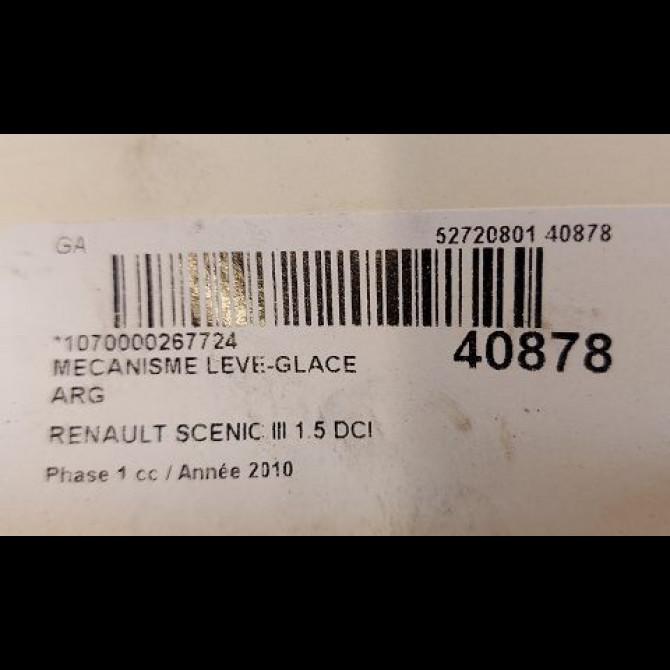 GA 52720801 40878
*1070000267724 40878
MECANISME LEVE-GLACE
ARG
RENAULT SCENIC III 1.5 DCI
Phase 1 cc / Année 2010